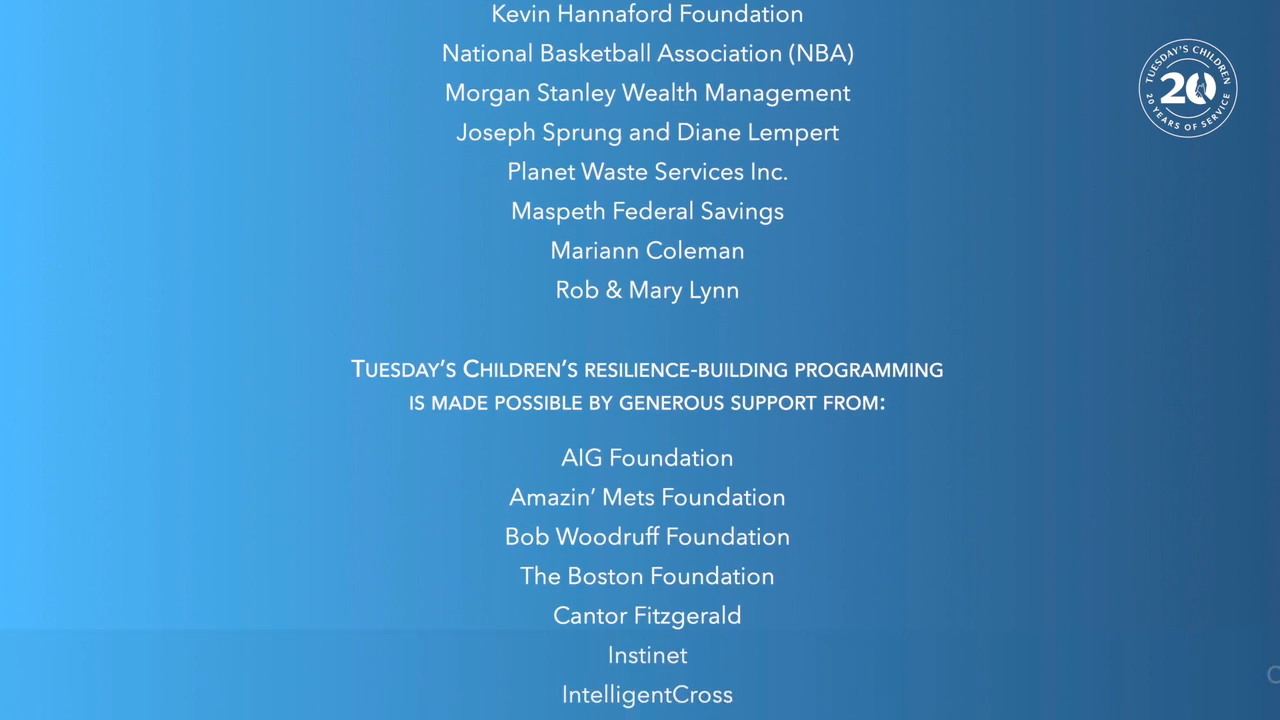 Kevin Hannaford Foundation
National Basketball Association (NBA)
Morgan Stanley Wealth Management
Joseph Sprung and Diane Lempert
Planet Waste Services Inc.
Maspeth Federal Savings
Mariann Coleman
Rob & Mary Lynn
TUESDAY'S CHILDREN
20
20 YEARS OF SERVICE
TUESDAY’S CHILDREN’S RESILIENCE-BUILDING PROGRAMMING
IS MADE POSSIBLE BY GENEROUS SUPPORT FROM:
AIG Foundation
Amazin’ Mets Foundation
Bob Woodruff Foundation
The Boston Foundation
Cantor Fitzgerald
Instinet
IntelligentCross